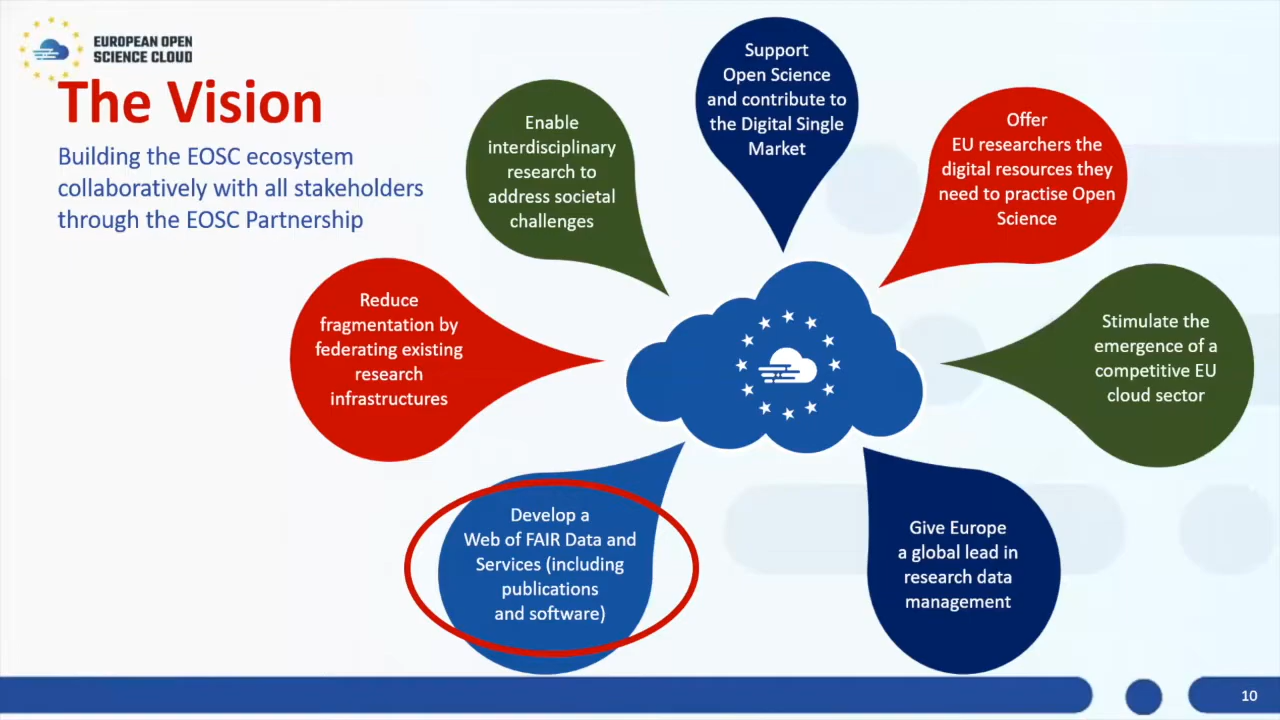 EUROPEAN OPEN
SCIENCE CLOUD
The Vision
Building the EOSC ecosystem
collaboratively with all stakeholders
through the EOSC Partnership
Support
Open Science
and contribute to
the Digital Single
Market
Enable
interdisciplinary
research to
address societal
challenges
Offer
EU researchers the
digital resources they
need to practise Open
Science
Reduce
fragmentation by
federating existing
research
infrastructures
Stimulate the
emergence of a
competitive EU
cloud sector
Develop a
Web of FAIR Data and
Services (including
publications
and software)
Give Europe
a global lead in
research data
management
10